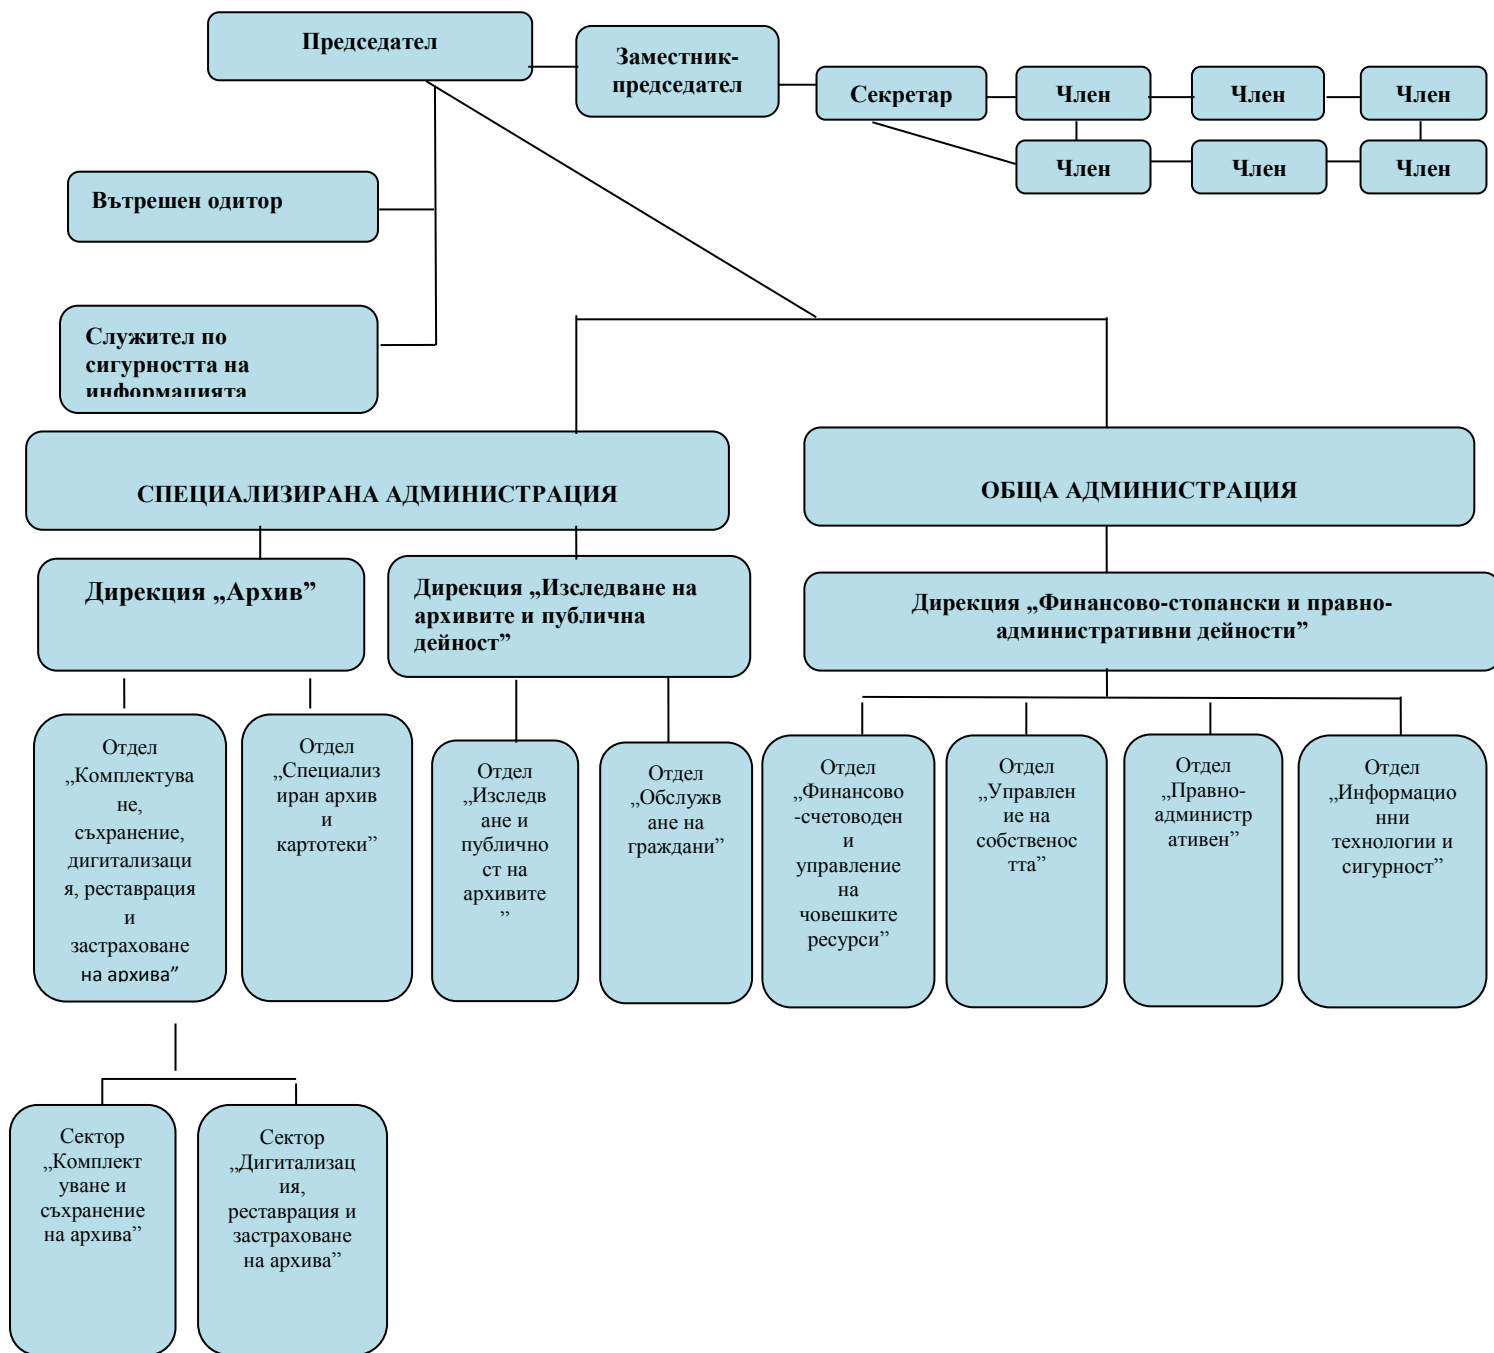 Председател
Заместник-
председател
Секретар
Член
Член
Член
Член
Член
Член
Вътрешен одитор
Служител по
сигурността на
информацията
СПЕЦИАЛИЗИРАНА АДМИНИСТРАЦИЯ
ОБЩА АДМИНИСТРАЦИЯ
Дирекция „Архив”
Дирекция „Изследване на
архивите и публична
дейност”
Дирекция „Финансово-стопански и правно-
административни дейности”
Отдел
„Комплектува
не,
съхранение,
дигитализаци
я, реставрация
и
застраховане
на архива”
Отдел
„Специализ
иран архив
и
картотеки”
Отдел
„Изследв
ане и
публично
ст на
архивите
”
Отдел
„Обслужв
ане на
граждани”
Отдел
„Финансово
-счетоводен
и
управление
на
човешките
ресурси”
Отдел
„Управлен
ие на
собственос
тта”
Отдел
„Правно-
администр
ативен”
Отдел
„Информацио
нни
технологии и
сигурност”
Сектор
„Комплект
уване и
съхранение
на архива”
Сектор
„Дигитализац
ия,
реставрация и
застраховане
на архива”